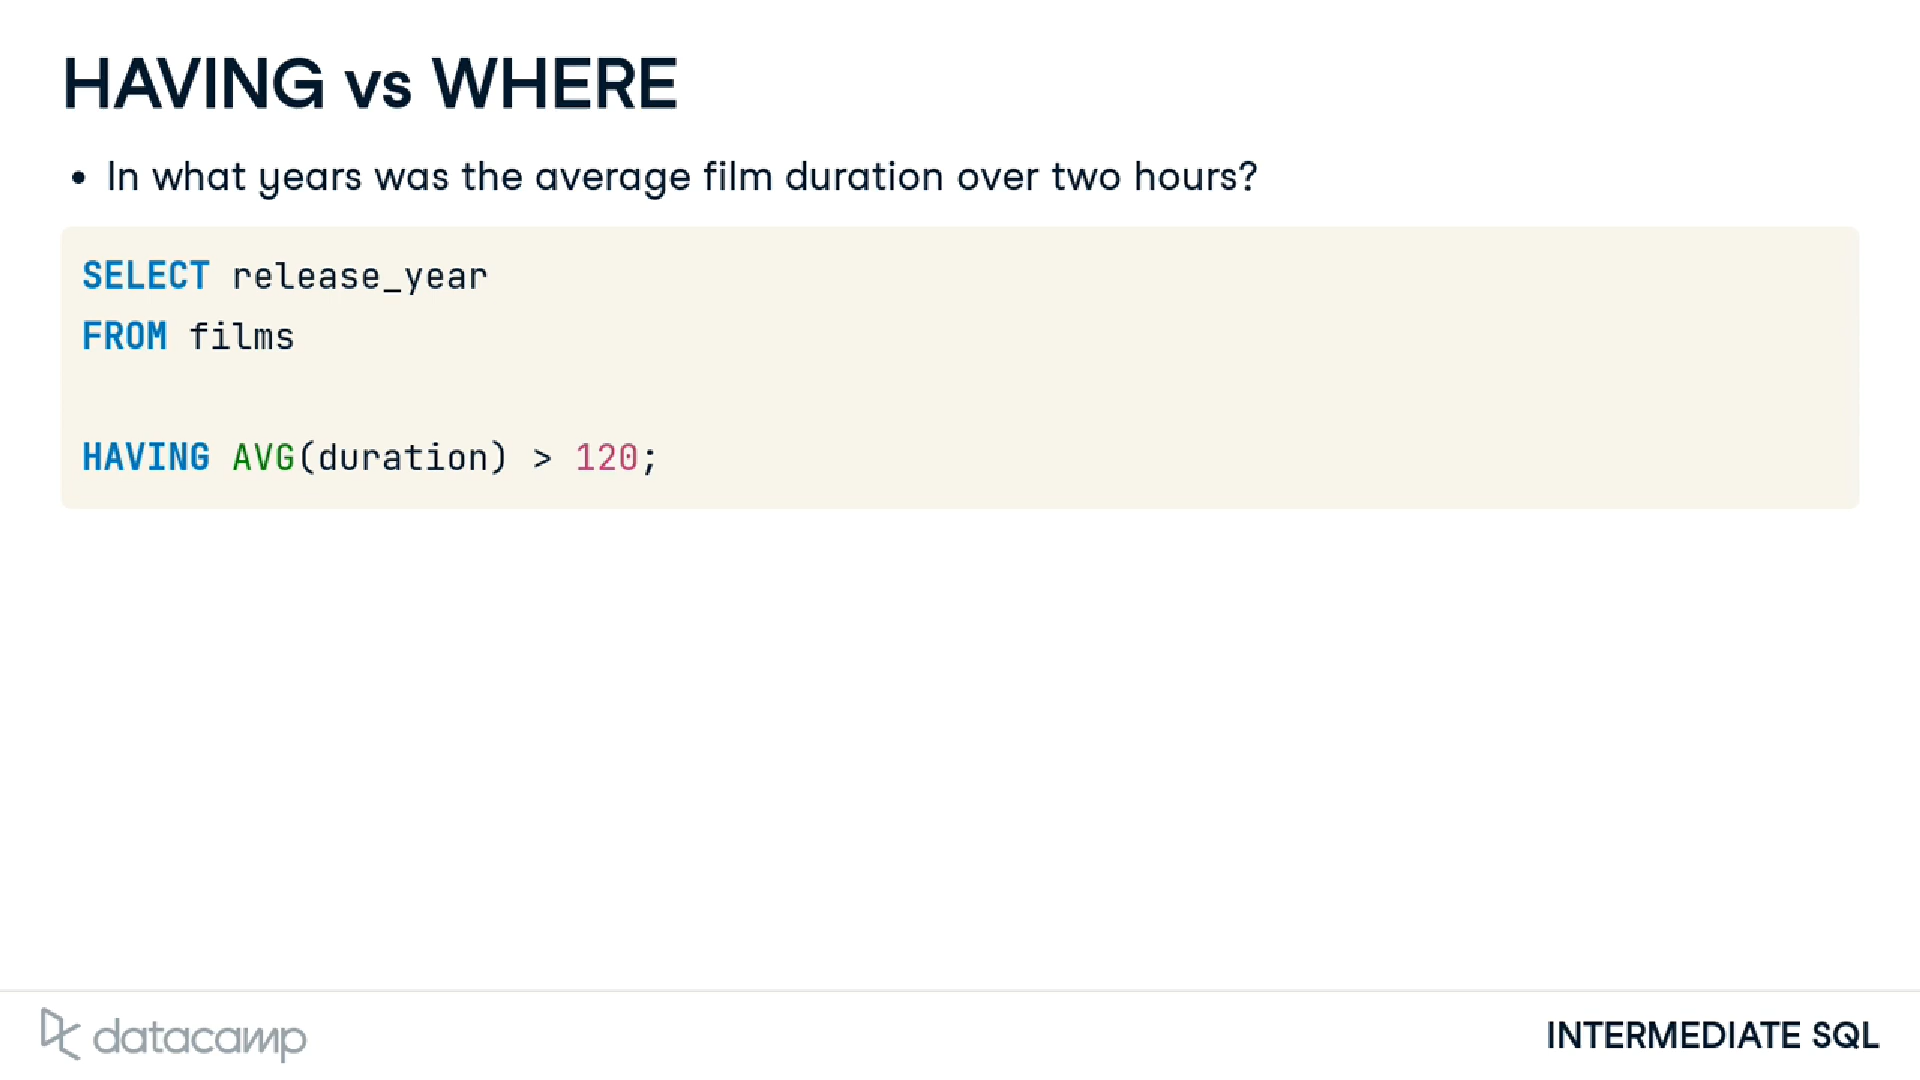 HAVING vs WHERE
• In what years was the average film duration over two hours?
SELECT release_year
FROM films
HAVING AVG(duration) > 120;
datacamp
INTERMEDIATE SQL